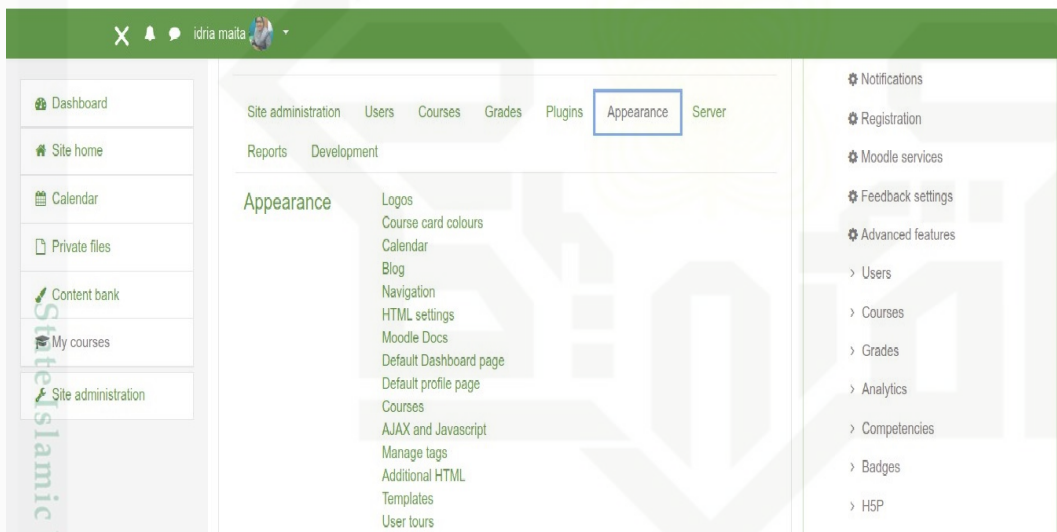 idria maita
Dashboard
Site home
Calendar
Private files
Content bank
My courses
Site administration
Site administration Users Courses Grades Plugins Appearance Server
Reports Development
Appearance
Logos
Course card colours
Calendar
Blog
Navigation
HTML settings
Moodle Docs
Default Dashboard page
Default profile page
Courses
AJAX and Javascript
Manage tags
Additional HTML
Templates
User tours
Notifications
Registration
Moodle services
Feedback settings
Advanced features
Users
Courses
Grades
Analytics
Competencies
Badges
H5P
State Islamic